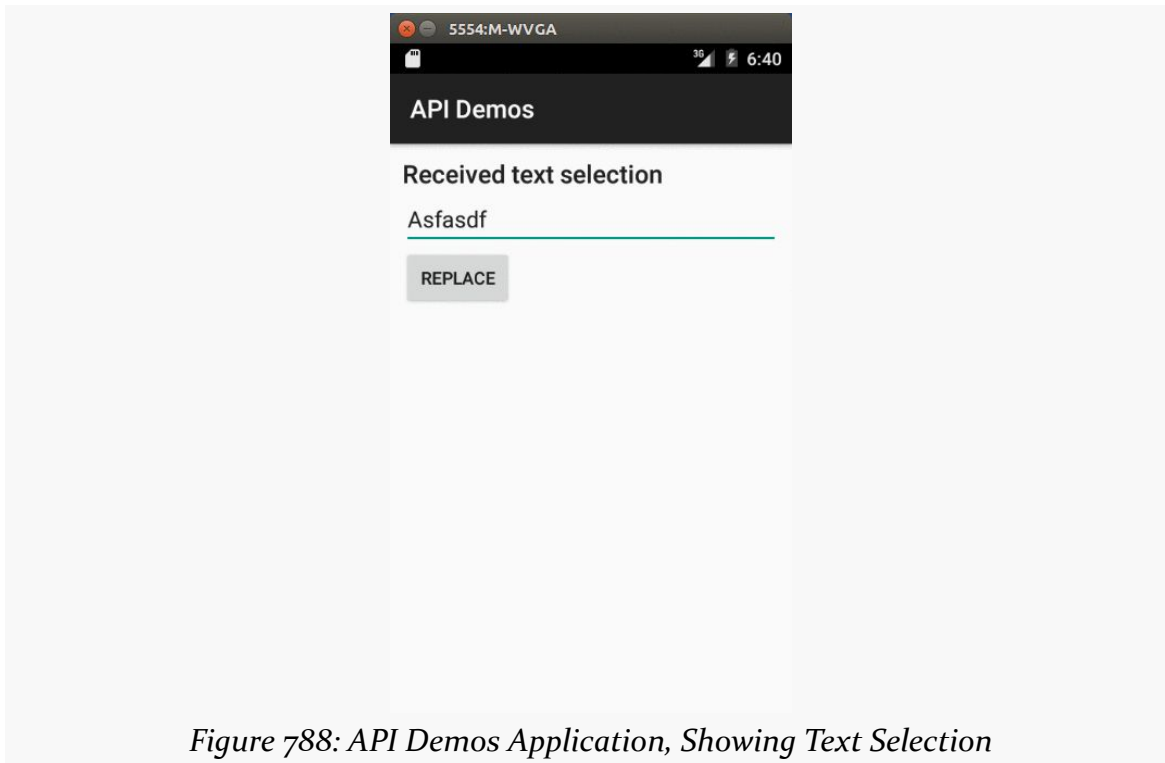 5554:M-WVGA
3G 6:40
API Demos
Received text selection
Asfasdf
REPLACE
Figure 788: API Demos Application, Showing Text Selection